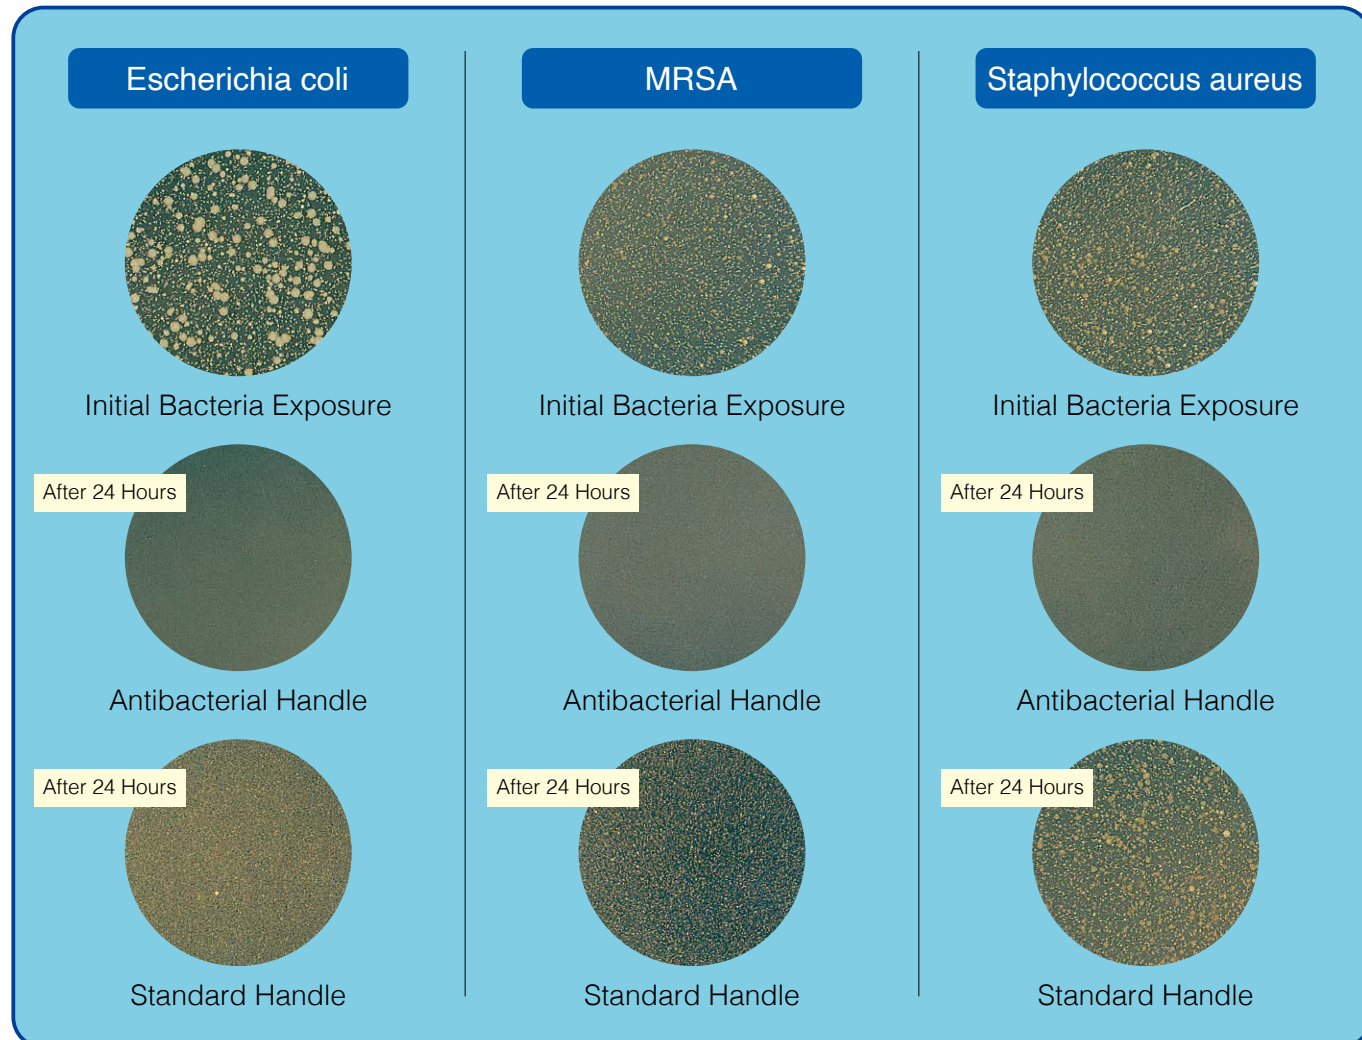 Escherichia coli
Initial Bacteria Exposure
After 24 Hours
Antibacterial Handle
After 24 Hours
Standard Handle
MRSA
Initial Bacteria Exposure
After 24 Hours
Antibacterial Handle
After 24 Hours
Standard Handle
Staphylococcus aureus
Initial Bacteria Exposure
After 24 Hours
Antibacterial Handle
After 24 Hours
Standard Handle